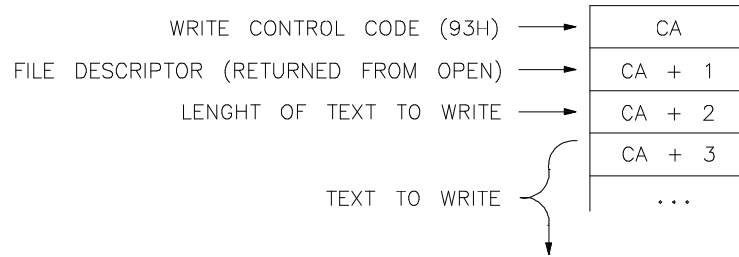 WRITE CONTROL CODE (93H) CA
FILE DESCRIPTOR (RETURNED FROM OPEN) CA + 1
LENGHT OF TEXT TO WRITE CA + 2
CA + 3
TEXT TO WRITE ...